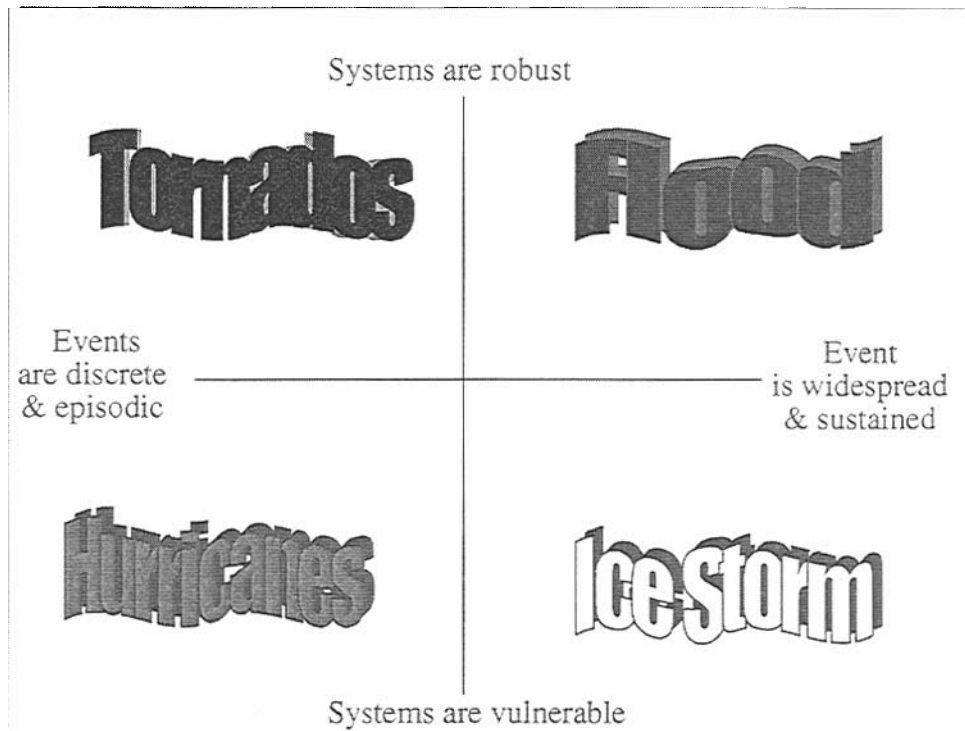 Systems are robust
Tornados
Flood
Events
are discrete
& episodic
Event
is widespread
& sustained
Hurricanes
Ice Storm
Systems are vulnerable